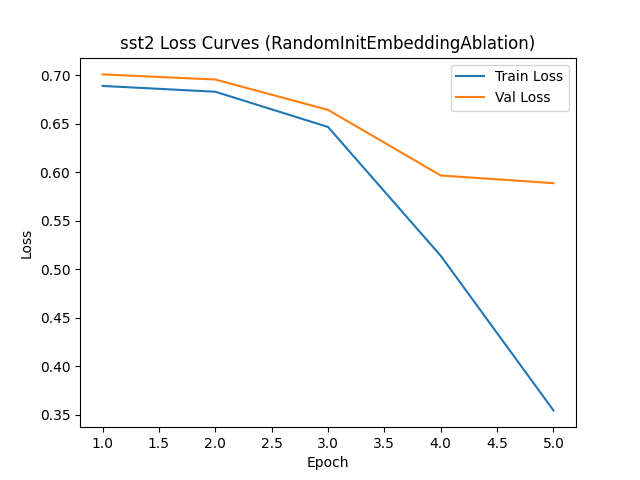 sst2 Loss Curves (RandomInitEmbeddingAblation)
Train Loss
Val Loss
Loss
0.70
0.65
0.60
0.55
0.50
0.45
0.40
0.35
1.0 1.5 2.0 2.5 3.0 3.5 4.0 4.5 5.0
Epoch